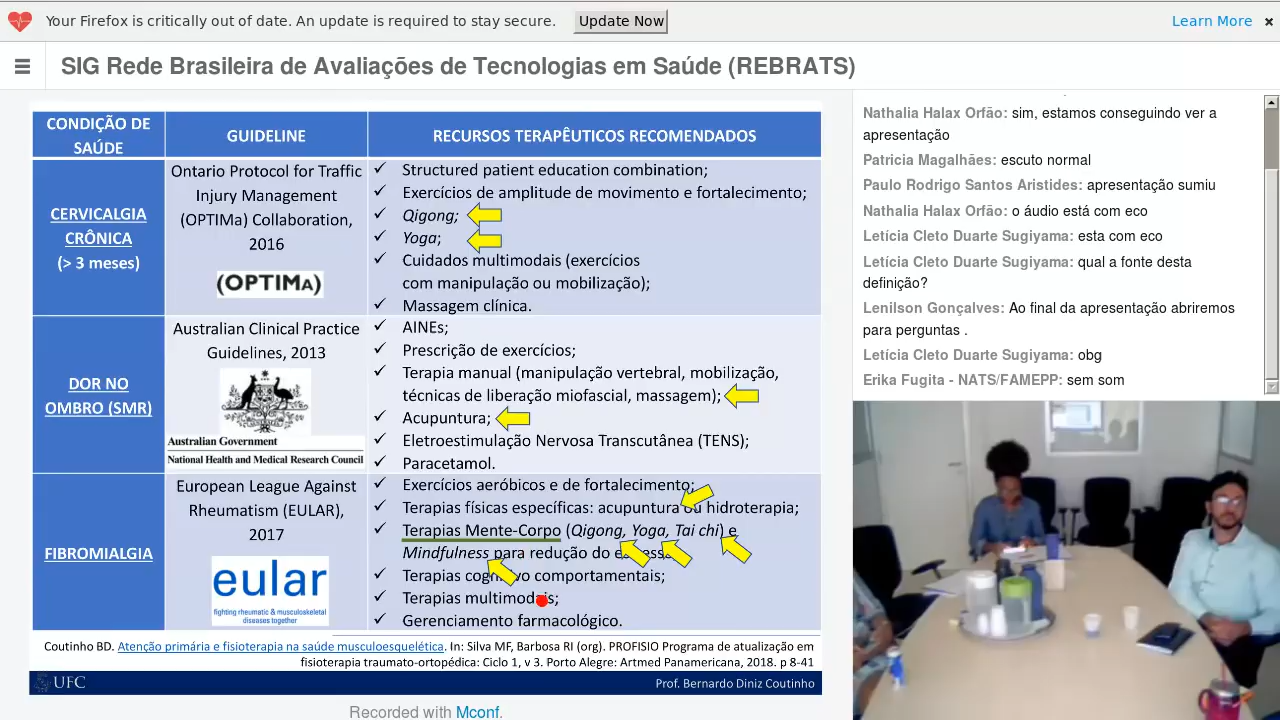 Your Firefox is critically out of date. An update is required to stay secure.
Update Now
Learn More
SIG Rede Brasileira de Avaliações de Tecnologias em Saúde (REBRATS)
CONDIÇÃO DE
SAÚDE
GUIDELINE
RECURSOS TERAPÊUTICOS RECOMENDADOS
CERVICALGIA
CRÔNICA
(> 3 meses)
Ontario Protocol for Traffic
Injury Management
(OPTIMa) Collaboration,
2016
(OPTIMA)
Structured patient education combination;
Exercícios de amplitude de movimento e fortalecimento;
Qigong;
Yoga;
Cuidados multimodais (exercícios
com manipulação ou mobilização);
Massagem clínica.
DOR NO
OMBRO (SMR)
Australian Clinical Practice
Guidelines, 2013
Australian Government
National Health and Medical Research Council
AINEs;
Prescrição de exercícios;
Terapia manual (manipulação vertebral, mobilização,
técnicas de liberação miofascial, massagem);
Acupuntura;
Eletroestimulação Nervosa Transcutânea (TENS);
Paracetamol.
FIBROMIALGIA
European League Against
Rheumatism (EULAR),
2017
eular
fighting rheumatic & musculoskeletal
diseases together
Exercícios aeróbicos e de fortalecimento;
Terapias físicas específicas: acupuntura ou hidroterapia;
Terapias Mente-Corpo (Qigong, Yoga, Tai chi) e
Mindfulness para redução do
Terapias cognitivo comportamentais;
Terapias multimodais;
Gerenciamento farmacológico.
Coutinho BD. Atenção primária e fisioterapia na saúde musculoesquelética. In: Silva MF, Barbosa RI (org). PROFISIO Programa de atualização em
fisioterapia traumato-ortopédica: Ciclo 1, v 3. Porto Alegre: Artmed Panamericana, 2018. p 8-41
UFC
Prof. Bernardo Diniz Coutinho
Recorded with Mconf.
Nathalia Halax Orfão: sim, estamos conseguindo ver a
apresentação
Patricia Magalhães: escuto normal
Paulo Rodrigo Santos Aristides: apresentação sumiu
Nathalia Halax Orfão: o áudio está com eco
Letícia Cleto Duarte Sugiyama: esta com eco
Letícia Cleto Duarte Sugiyama: qual a fonte desta
definição?
Lenilson Gonçalves: Ao final da apresentação abriremos
para perguntas .
Letícia Cleto Duarte Sugiyama: obg
Erika Fugita - NATS/FAMEPP: sem som